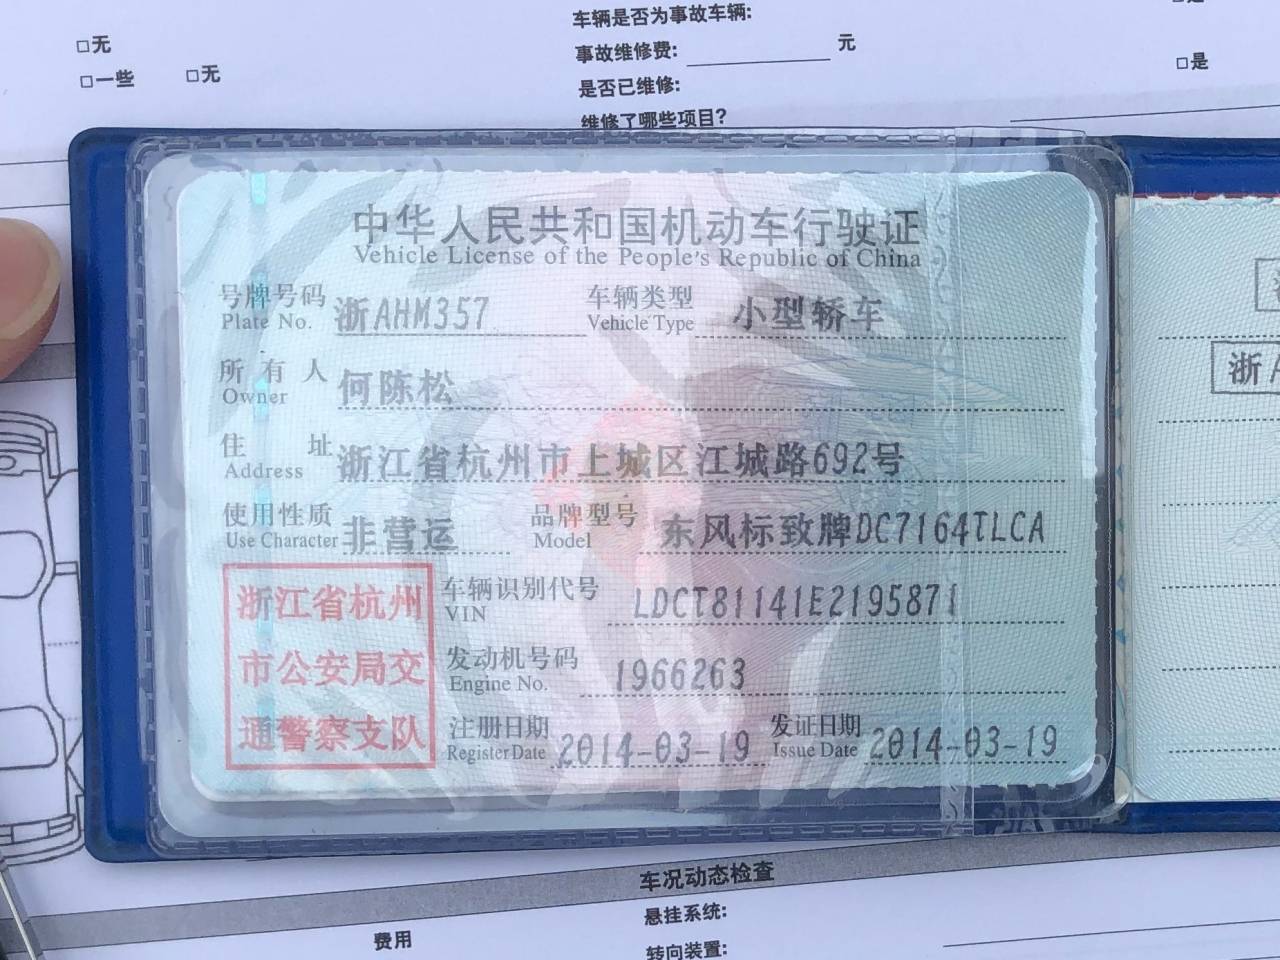 车辆是否为事故车辆:
□无
事故维修费: 元
□一些 □无
□是
是否已维修:
维修了哪些项目?
中华人民共和国机动车行驶证
Vehicle License of the People's Republic of China
号牌号码 浙AHM357 车辆类型 小型轿车
Plate No. Vehicle Type
所有人 何陈松
Owner
住址 浙江省杭州市上城区江城路692号
Address
使用性质 非营运 品牌型号 东风标致牌DC7164TLCA
Use Character Model
浙江省杭州
市公安局交
通警察支队
车辆识别代号 LDCT81141E2195871
VIN
发动机号码 1966263
Engine No.
注册日期 2014-03-19 发证日期 2014-03-19
Register Date Issue Date
浙A
车况动态检查
悬挂系统:
费用
转向装置: